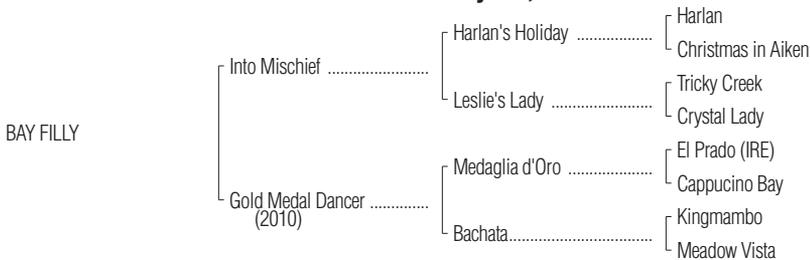 Harlan
Harlan's Holiday ..................
Christmas in Aiken
Into Mischief ........................
Tricky Creek
Leslie's Lady ........................
Crystal Lady
BAY FILLY
El Prado (IRE)
Medaglia d'Oro ....................
Cappucino Bay
Gold Medal Dancer ..............
(2010)
Kingmambo
Bachata..................................
Meadow Vista